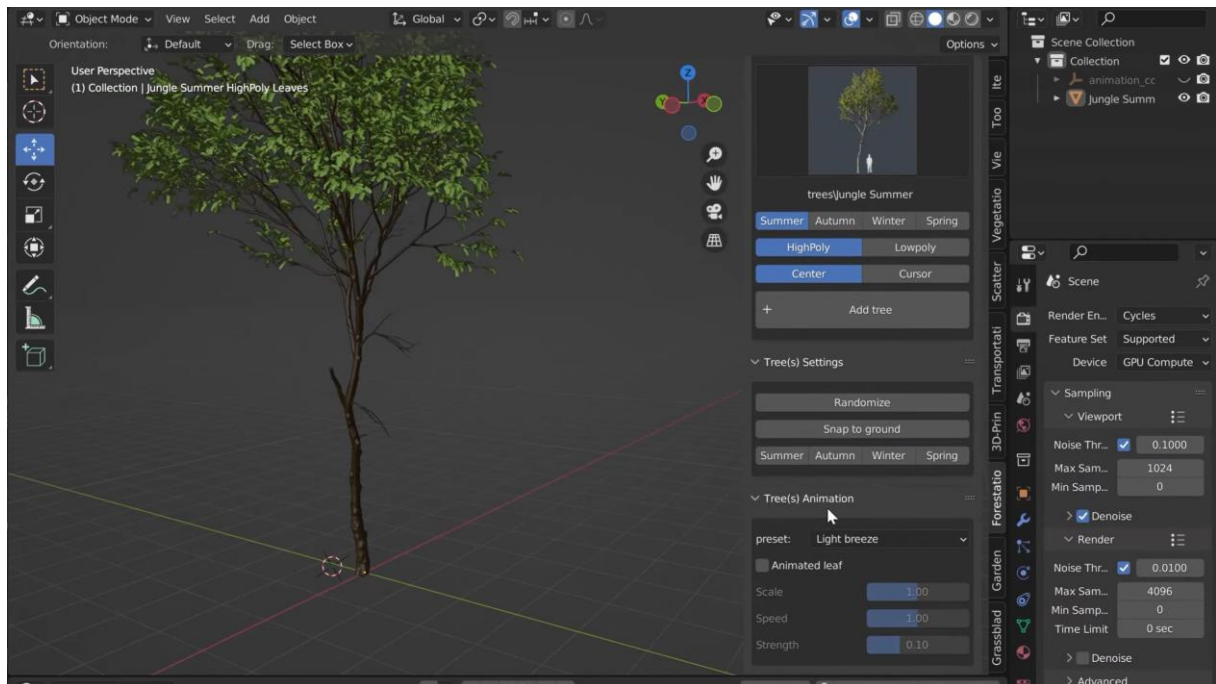 Object Mode View Select Add Object Global
Orientation: Default Drag: Select Box Options
User Perspective
(1) Collection | Jungle Summer HighPoly Leaves
Z
Y
trees\Jungle Summer
Summer Autumn Winter Spring
HighPoly Lowpoly
Center Cursor
+ Add tree
Tree(s) Settings
Randomize
Snap to ground
Summer Autumn Winter Spring
Tree(s) Animation
preset: Light breeze
Animated leaf
Scale 1.00
Speed 1.00
Strength 0.10
Ite
Too
Vie
Vegetatio
Scatter
Transportati
3D-Prin
Forestatio
Garden
Grassblad
Scene Collection
Collection
animation_cc
Jungle Summ
Scene
Render En... Cycles
Feature Set Supported
Device GPU Compute
Sampling
Viewport
Noise Thr... 0.1000
Max Sam... 1024
Min Samp... 0
Denoise
Render
Noise Thr... 0.0100
Max Sam... 4096
Min Samp... 0
Time Limit 0 sec
Denoise
Advanced